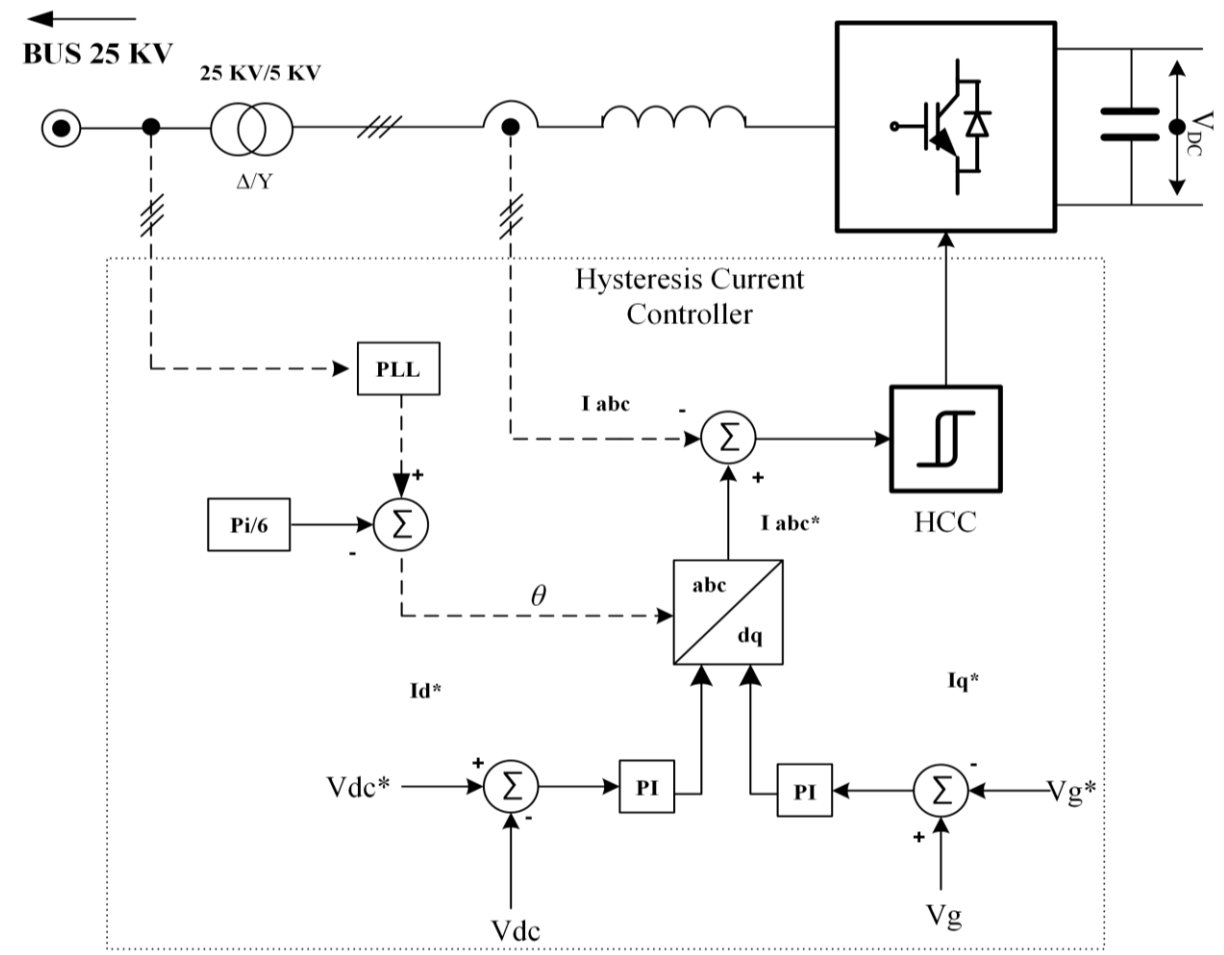 BUS 25 KV
25 KV/5 KV
Δ/Y
V DC
Hysteresis Current
Controller
PLL
I abc
-
Σ
+
+
Pi/6
Σ
-
I abc*
HCC
θ
abc
dq
Id*
Iq*
Vdc*
+
Σ
-
PI
PI
Σ
-
+
Vg*
Vdc
Vg